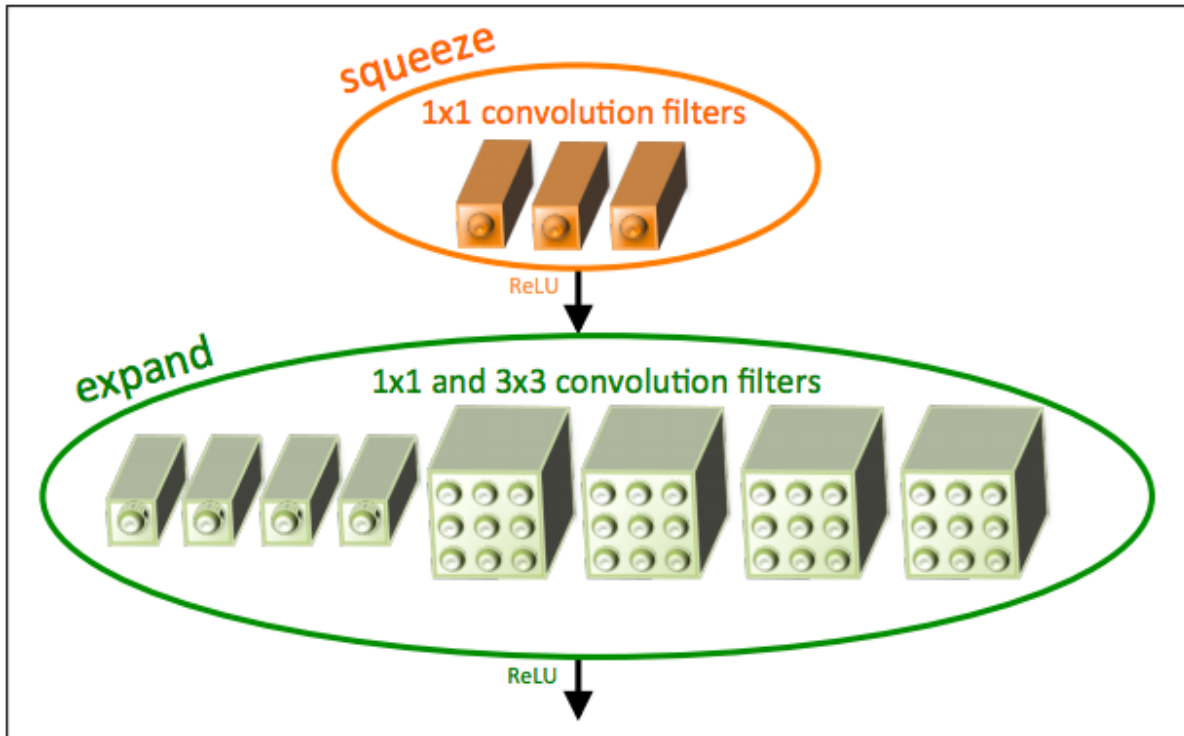 squeeze
1x1 convolution filters
ReLU
expand
1x1 and 3x3 convolution filters
ReLU